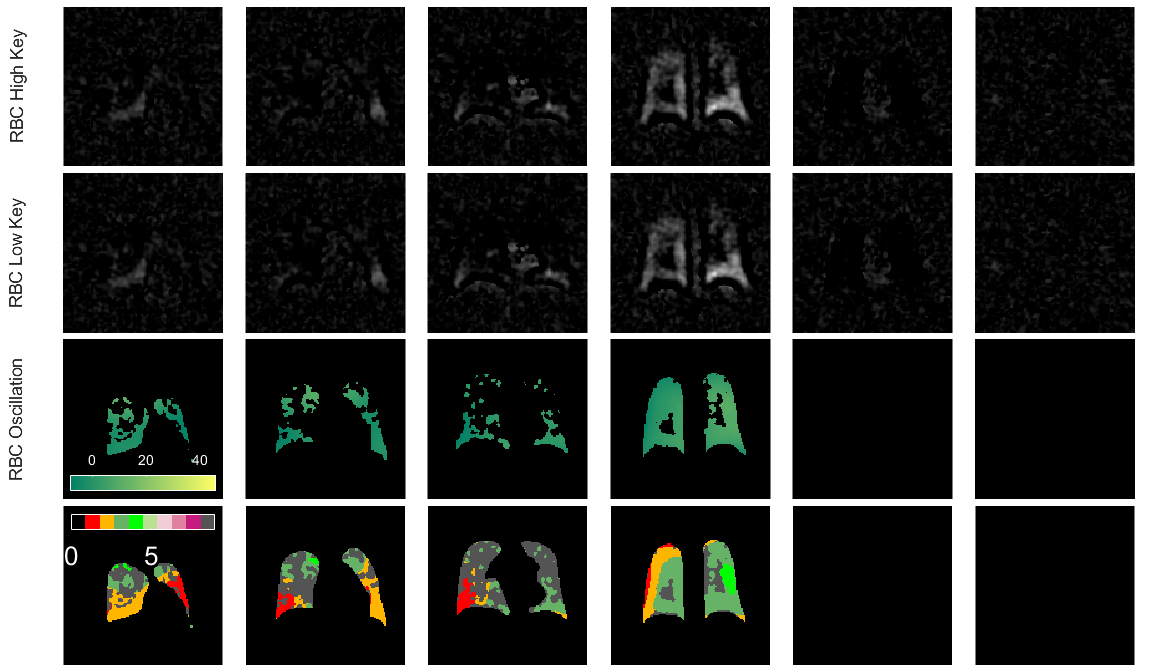 RBC High Key
RBC Low Key
RBC Oscillation
0 20 40
0 5